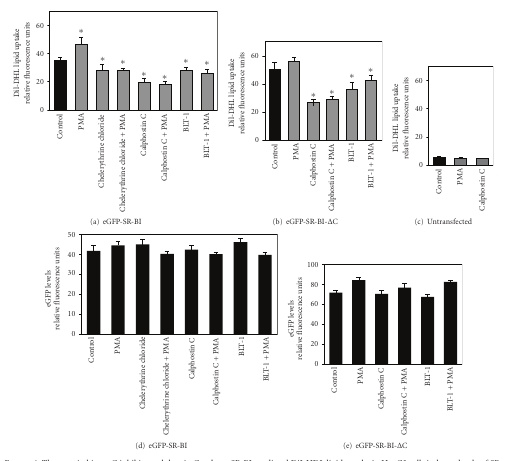 DiI-DHL lipid uptake
relative fluorescence units
60
40
20
0
*
*
*
*
*
*
*
Control
PMA
Chelerythrine chloride
Chelerythrine chloride + PMA
Calphostin C
Calphostin C + PMA
BLT-1
BLT-1 + PMA
(a) eGFP-SR-BI
DiI-DHL lipid uptake
relative fluorescence units
60
40
20
0
*
*
*
*
Control
PMA
Calphostin C
Calphostin C + PMA
BLT-1
BLT-1 + PMA
(b) eGFP-SR-BI-ΔC
DiI-DHL lipid uptake
relative fluorescence units
60
40
20
0
Control
PMA
Calphostin C
(c) Untransfected
eGFP levels
relative fluorescence units
50
40
30
20
10
0
Control
PMA
Chelerythrine chloride
Chelerythrine chloride + PMA
Calphostin C
Calphostin C + PMA
BLT-1
BLT-1 + PMA
(d) eGFP-SR-BI
eGFP levels
relative fluorescence units
100
80
60
40
20
0
Control
PMA
Calphostin C
Calphostin C + PMA
BLT-1
BLT-1 + PMA
(e) eGFP-SR-BI-ΔC